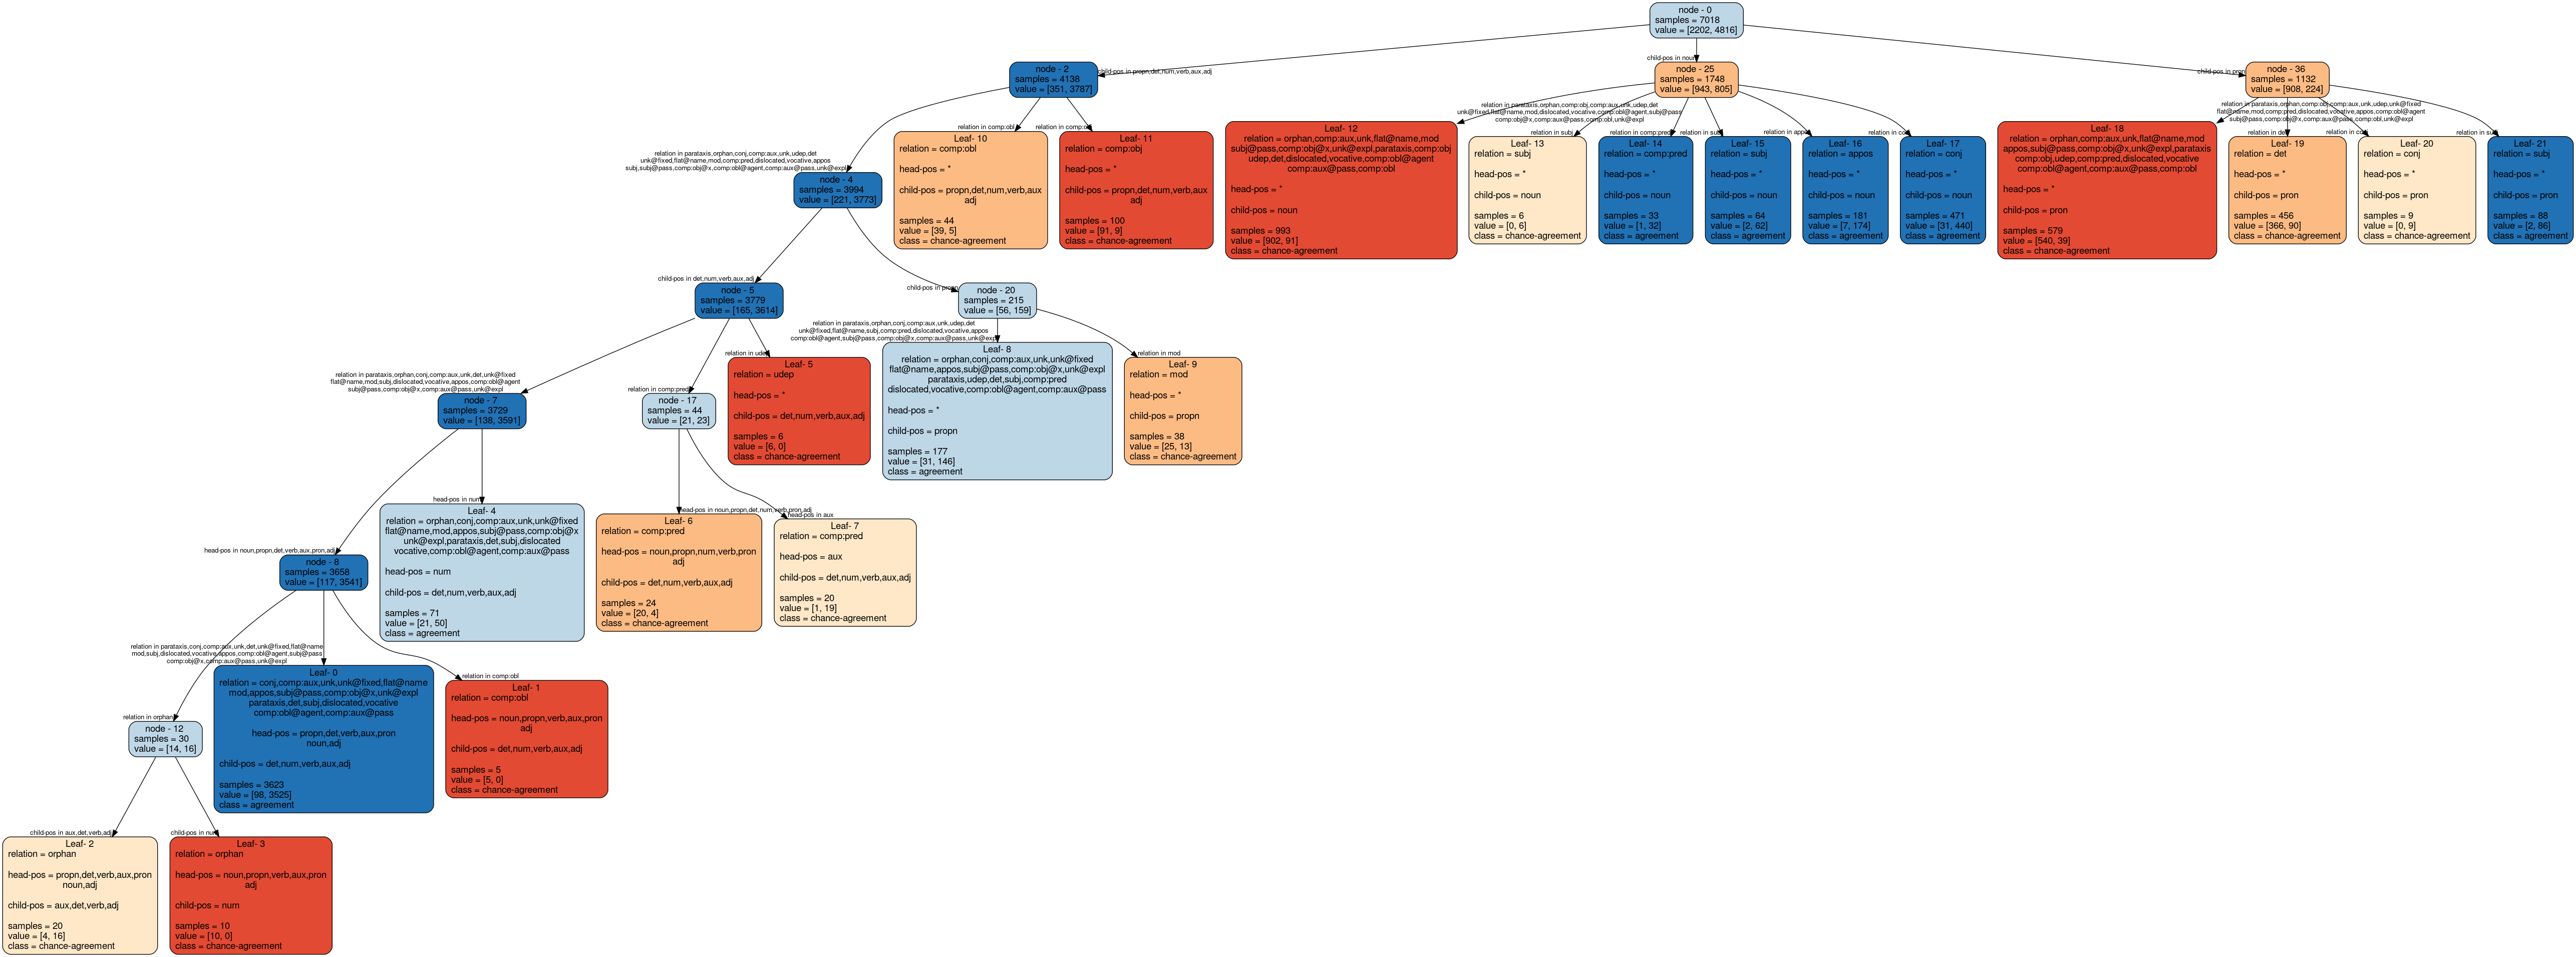 node - 0
samples = 7018
value = [2202, 4816]
child-pos in propn,det,num,verb,aux,adj
child-pos in noun
child-pos in pron
node - 2
samples = 4138
value = [351, 3787]
node - 25
samples = 1748
value = [943, 805]
node - 36
samples = 1132
value = [908, 224]
relation in parataxis,orphan,conj,comp:aux,unk,udep,det
unk@fixed,flat@name,mod,comp:pred,dislocated,vocative,appos
subj,subj@pass,comp:obj@x,comp:obl@agent,comp:aux@pass,unk@expl
relation in comp:obl
relation in comp:obj
relation in parataxis,orphan,comp:obj,comp:aux,unk,udep,det
unk@fixed,flat@name,mod,dislocated,vocative,comp:obl@agent,subj@pass
comp:obj@x,comp:aux@pass,comp:obl,unk@expl
relation in subj
relation in comp:pred
relation in subj
relation in appos
relation in conj
relation in parataxis,orphan,comp:obj,comp:aux,unk,udep,unk@fixed
flat@name,mod,comp:pred,dislocated,vocative,appos,comp:obl@agent
subj@pass,comp:obj@x,comp:aux@pass,comp:obl,unk@expl
relation in det
relation in conj
relation in subj
node - 4
samples = 3994
value = [221, 3773]
Leaf- 10
relation = comp:obl
head-pos = *
child-pos = propn,det,num,verb,aux
adj
samples = 44
value = [39, 5]
class = chance-agreement
Leaf- 11
relation = comp:obj
head-pos = *
child-pos = propn,det,num,verb,aux
adj
samples = 100
value = [91, 9]
class = chance-agreement
Leaf- 12
relation = orphan,comp:aux,unk,flat@name,mod
subj@pass,comp:obj@x,unk@expl,parataxis,comp:obj
udep,det,dislocated,vocative,comp:obl@agent
comp:aux@pass,comp:obl
head-pos = *
child-pos = noun
samples = 993
value = [902, 91]
class = chance-agreement
Leaf- 13
relation = subj
head-pos = *
child-pos = noun
samples = 6
value = [0, 6]
class = chance-agreement
Leaf- 14
relation = comp:pred
head-pos = *
child-pos = noun
samples = 33
value = [1, 32]
class = agreement
Leaf- 15
relation = subj
head-pos = *
child-pos = noun
samples = 64
value = [2, 62]
class = agreement
Leaf- 16
relation = appos
head-pos = *
child-pos = noun
samples = 181
value = [7, 174]
class = agreement
Leaf- 17
relation = conj
head-pos = *
child-pos = noun
samples = 471
value = [31, 440]
class = agreement
Leaf- 18
relation = orphan,comp:aux,unk,flat@name,mod
appos,subj@pass,comp:obj@x,unk@expl,parataxis
comp:obj,udep,comp:pred,dislocated,vocative
comp:obl@agent,comp:aux@pass,comp:obl
head-pos = *
child-pos = pron
samples = 579
value = [540, 39]
class = chance-agreement
Leaf- 19
relation = det
head-pos = *
child-pos = pron
samples = 456
value = [366, 90]
class = chance-agreement
Leaf- 20
relation = conj
head-pos = *
child-pos = pron
samples = 9
value = [0, 9]
class = chance-agreement
Leaf- 21
relation = subj
head-pos = *
child-pos = pron
samples = 88
value = [2, 86]
class = agreement
child-pos in det,num,verb,aux,adj
child-pos in propn
node - 5
samples = 3779
value = [165, 3614]
node - 20
samples = 215
value = [56, 159]
relation in parataxis,orphan,conj,comp:aux,unk,det,unk@fixed
flat@name,mod,subj,dislocated,vocative,appos,comp:obl@agent
subj@pass,comp:obj@x,comp:aux@pass,unk@expl
relation in comp:pred
relation in udep
relation in parataxis,orphan,conj,comp:aux,unk,udep,det
unk@fixed,flat@name,subj,comp:pred,dislocated,vocative,appos
comp:obl@agent,subj@pass,comp:obj@x,comp:aux@pass,unk@expl
relation in mod
node - 7
samples = 3729
value = [138, 3591]
node - 17
samples = 44
value = [21, 23]
Leaf- 5
relation = udep
head-pos = *
child-pos = det,num,verb,aux,adj
samples = 6
value = [6, 0]
class = chance-agreement
Leaf- 8
relation = orphan,conj,comp:aux,unk,unk@fixed
flat@name,appos,subj@pass,comp:obj@x,unk@expl
parataxis,udep,det,subj,comp:pred
dislocated,vocative,comp:obl@agent,comp:aux@pass
head-pos = *
child-pos = propn
samples = 177
value = [31, 146]
class = agreement
Leaf- 9
relation = mod
head-pos = *
child-pos = propn
samples = 38
value = [25, 13]
class = chance-agreement
head-pos in noun,propn,det,verb,aux,pron,adj
head-pos in num
head-pos in noun,propn,det,num,verb,pron,adj
head-pos in aux
node - 8
samples = 3658
value = [117, 3541]
Leaf- 4
relation = orphan,conj,comp:aux,unk,unk@fixed
flat@name,mod,appos,subj@pass,comp:obj@x
unk@expl,parataxis,det,subj,dislocated
vocative,comp:obl@agent,comp:aux@pass
head-pos = num
child-pos = det,num,verb,aux,adj
samples = 71
value = [21, 50]
class = agreement
Leaf- 6
relation = comp:pred
head-pos = noun,propn,num,verb,pron
adj
child-pos = det,num,verb,aux,adj
samples = 24
value = [20, 4]
class = chance-agreement
Leaf- 7
relation = comp:pred
head-pos = aux
child-pos = det,num,verb,aux,adj
samples = 20
value = [1, 19]
class = chance-agreement
relation in parataxis,conj,comp:aux,unk,det,unk@fixed,flat@name
mod,subj,dislocated,vocative,appos,comp:obl@agent,subj@pass
comp:obj@x,comp:aux@pass,unk@expl
relation in orphan
relation in comp:obl
node - 12
samples = 30
value = [14, 16]
Leaf- 0
relation = conj,comp:aux,unk,unk@fixed,flat@name
mod,appos,subj@pass,comp:obj@x,unk@expl
parataxis,det,subj,dislocated,vocative
comp:obl@agent,comp:aux@pass
head-pos = propn,det,verb,aux,pron
noun,adj
child-pos = det,num,verb,aux,adj
samples = 3623
value = [98, 3525]
class = agreement
Leaf- 1
relation = comp:obl
head-pos = noun,propn,verb,aux,pron
adj
child-pos = det,num,verb,aux,adj
samples = 5
value = [5, 0]
class = chance-agreement
child-pos in aux,det,verb,adj
child-pos in num
Leaf- 2
relation = orphan
head-pos = propn,det,verb,aux,pron
noun,adj
child-pos = aux,det,verb,adj
samples = 20
value = [4, 16]
class = chance-agreement
Leaf- 3
relation = orphan
head-pos = noun,propn,verb,aux,pron
adj
child-pos = num
samples = 10
value = [10, 0]
class = chance-agreement